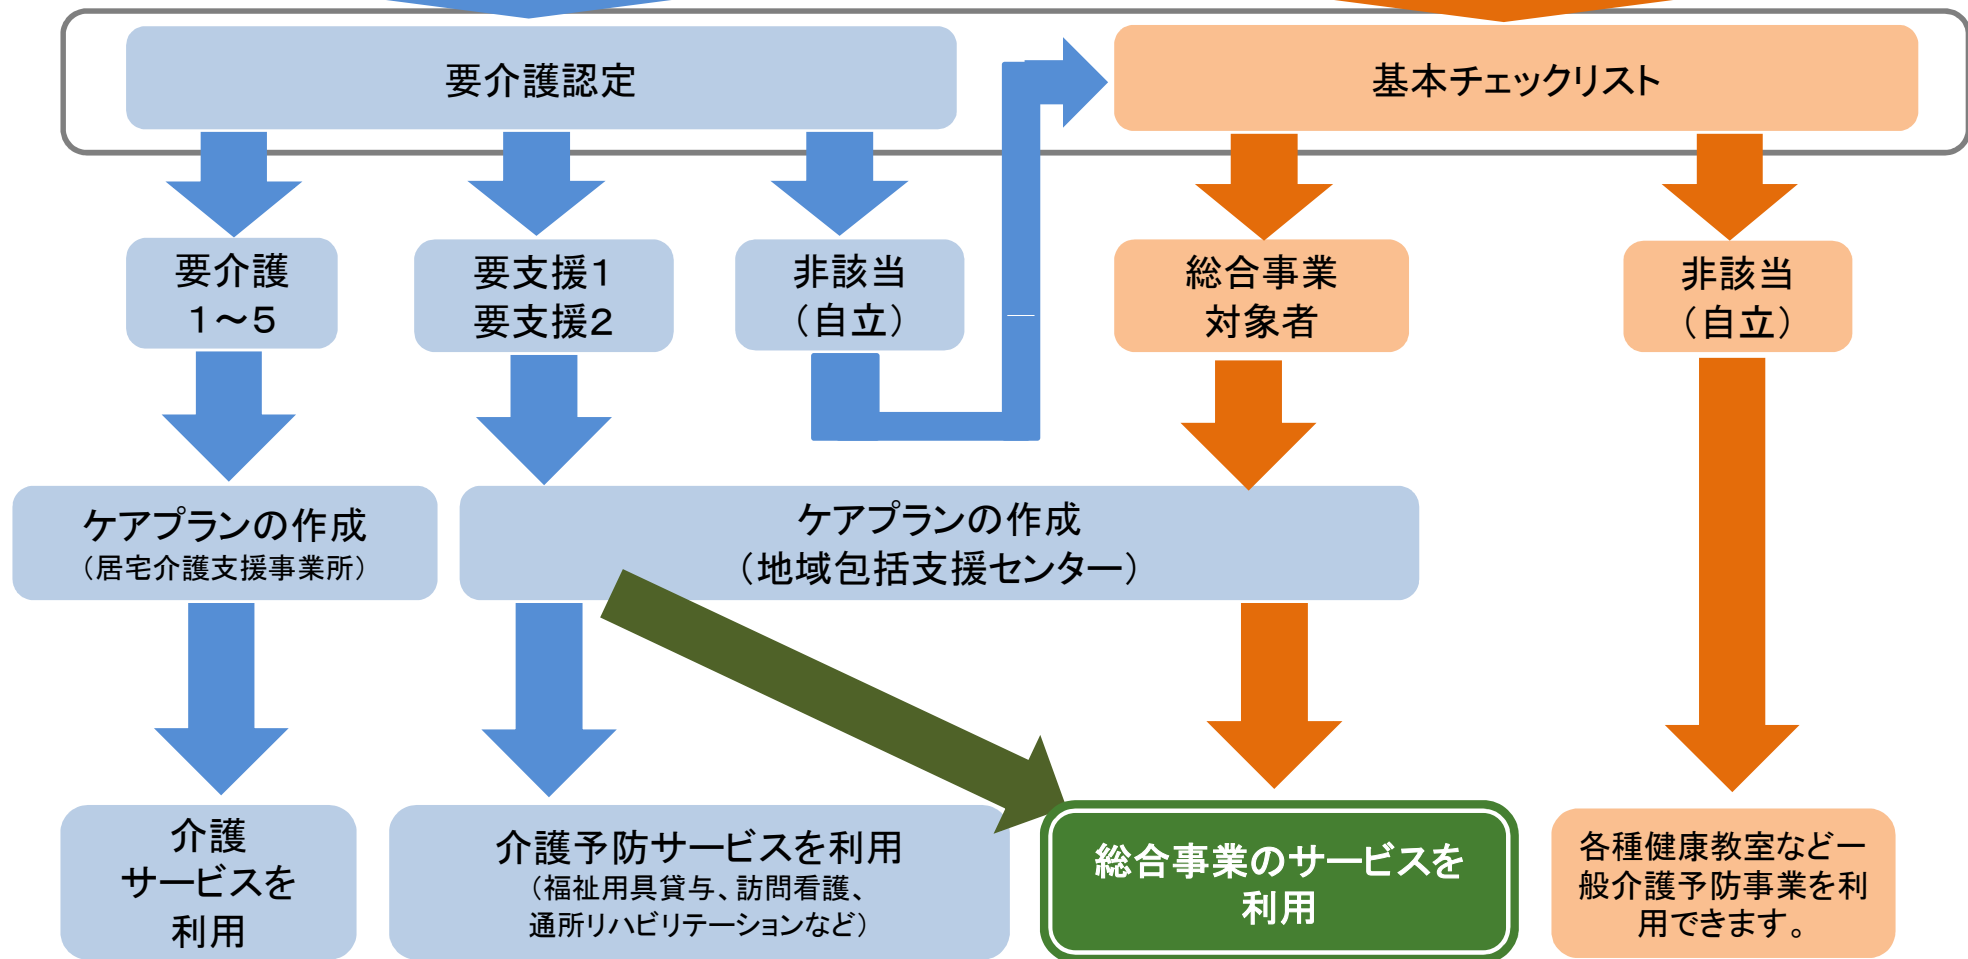 要介護認定
基本チェックリスト
要介護
１～５
要支援１
要支援２
非該当
（自立）
総合事業
対象者
非該当
（自立）
ケアプランの作成
（居宅介護支援事業所）
ケアプランの作成
（地域包括支援センター）
介護
サービスを
利用
介護予防サービスを利用
（福祉用具貸与、訪問看護、
通所リハビリテーションなど）
総合事業のサービスを
利用
各種健康教室など一
般介護予防事業を利
用できます。